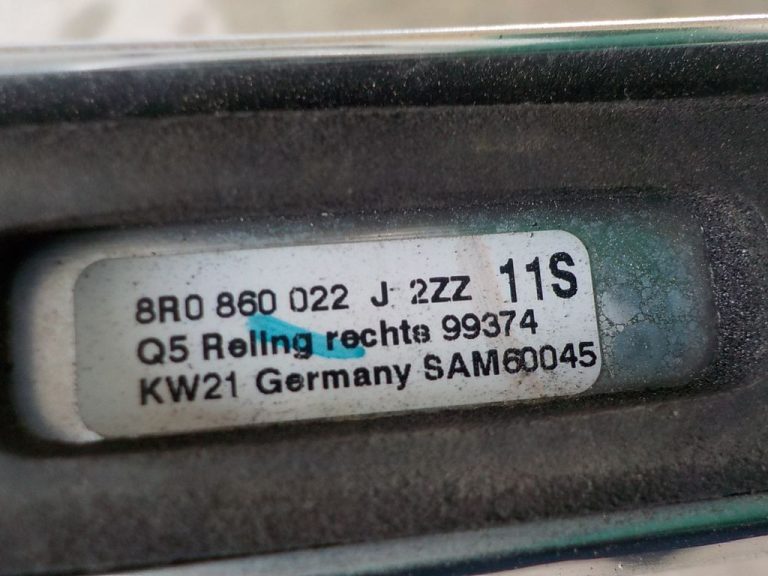 8R0 860 022 J 2ZZ 11S
Q5 Reling rechts 99374
KW21 Germany SAM60045